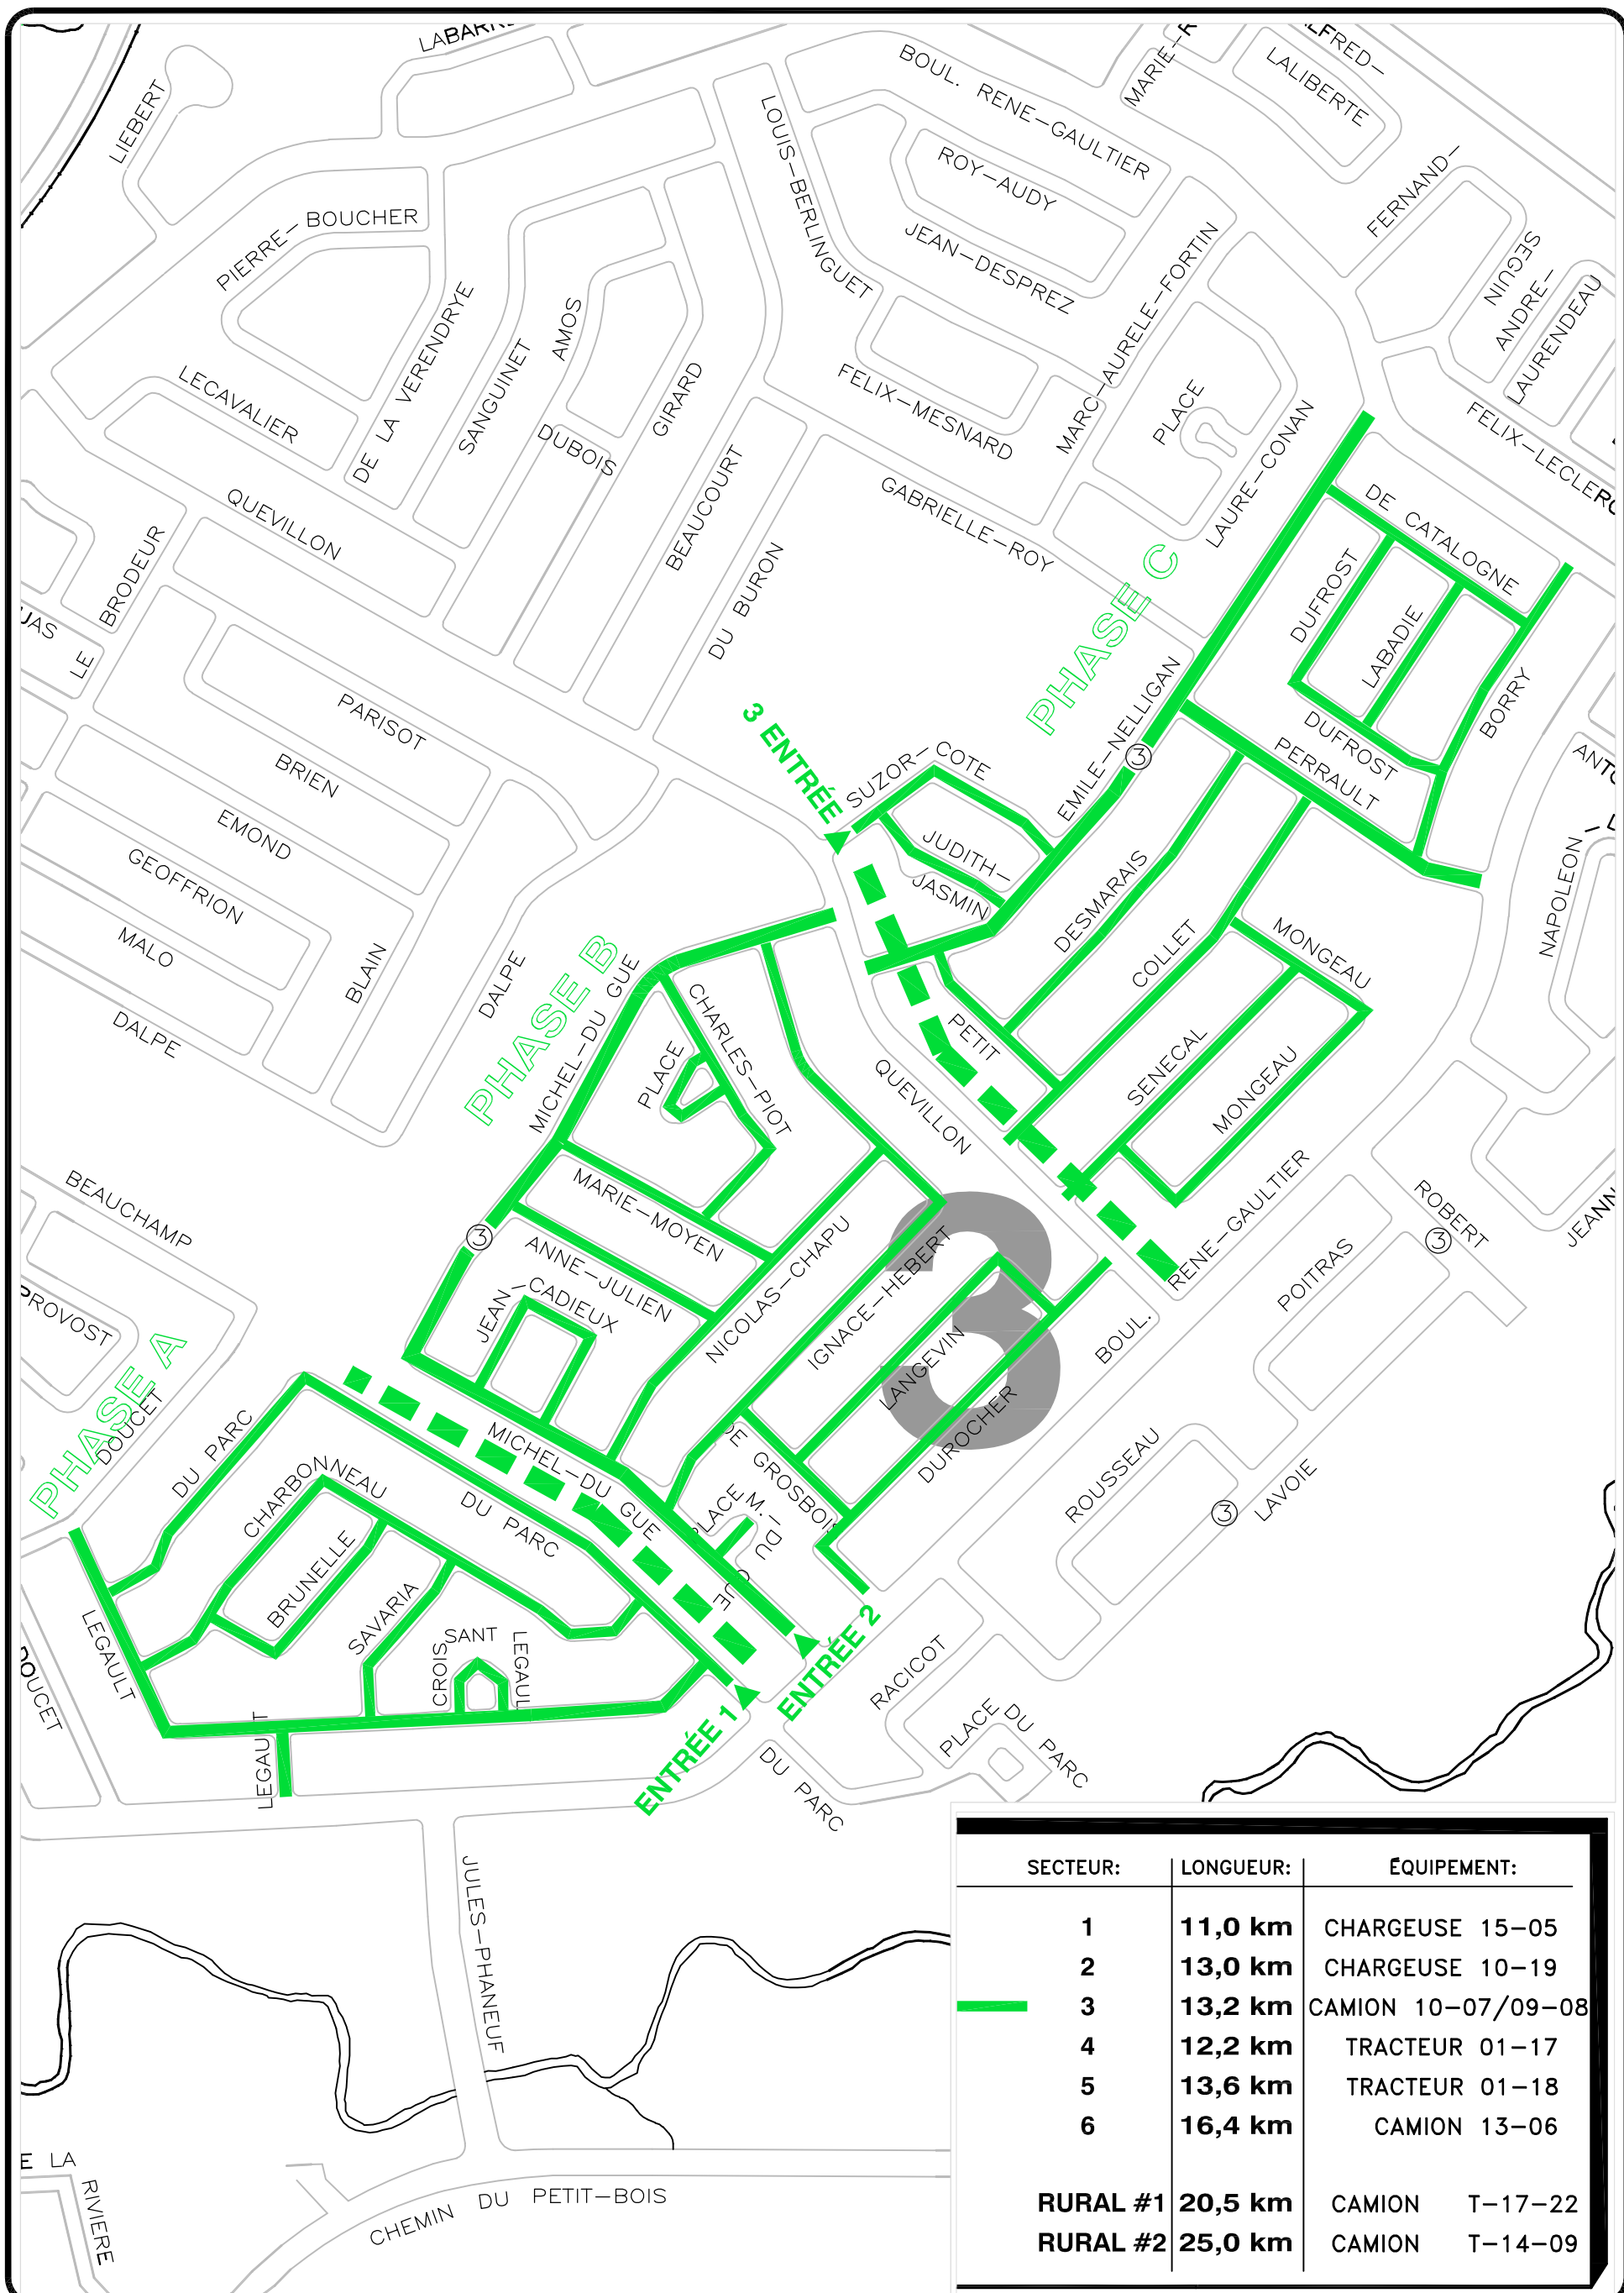 LIEBERT
BOUL. RENE-GAULTIER
LALIBERTE
LOUIS-BERLINGUET
ROY-AUDY
FERNAND-
SEGUIN
JEAN-DESPREZ
PIERRE-BOUCHER
MARC-AURELE-FORTIN
ANDRE-
LAURENDEAU
DE LA VERENDRYE
SANGUINET
AMOS
DUBOIS
GIRARD
LECAVALIER
FELIX-MESNARD
PLACE
LAURE-CONAN
QUEVILLON
BEAUCOURT
GABRIELLE-ROY
DE CATALOGNE
LE BRODEUR
DU BURON
PHASE C
DUFROST
LABADIE
BORRY
DUFROST
PARISOT
BRIEN
EMOND
GEOFFRION
MALO
DALPE
BLAIN
DALPE
3 ENTRÉE
SUZOR-COTE
EMILE-NELLIGAN
3
PERRAULT
JUDITH-
JASMIN
DESMARAIS
COLLET
MONGEAU
NAPOLEON
PHASE B
MICHEL-DU GUE
CHARLES-PIOT
PLACE
PETIT
QUEVILLON
SENECAL
MONGEAU
BEAUCHAMP
PROVOST
MARIE-MOYEN
3
ANNE-JULIEN
JEAN-CADIEUX
NICOLAS-CHAPU
IGNACE-HEBERT
3
LANGEVIN
DUROCHER
BOUL. RENE-GAULTIER
ROBERT
3
POITRAS
PHASE A
DOUCET
DU PARC
CHARBONNEAU
BRUNELLE
DU PARC
MICHEL-DU GUE
DE GROSBOIS
PLACE M.-DU
GUE
ROUSSEAU
3
LAVOIE
LEGAULT
SAVARIA
CROISSANT
LEGAULT
LEGAULT
DOUCET
ENTRÉE 1
ENTRÉE 2
RACICOT
PLACE DU PARC
DU PARC
JULES-PHANEUF
RIVIERE
CHEMIN DU PETIT-BOIS
SECTEUR: LONGUEUR: ÉQUIPEMENT:
1 11,0 km CHARGEUSE 15-05
2 13,0 km CHARGEUSE 10-19
3 13,2 km CAMION 10-07/09-08
4 12,2 km TRACTEUR 01-17
5 13,6 km TRACTEUR 01-18
6 16,4 km CAMION 13-06
RURAL #1 20,5 km CAMION T-17-22
RURAL #2 25,0 km CAMION T-14-09